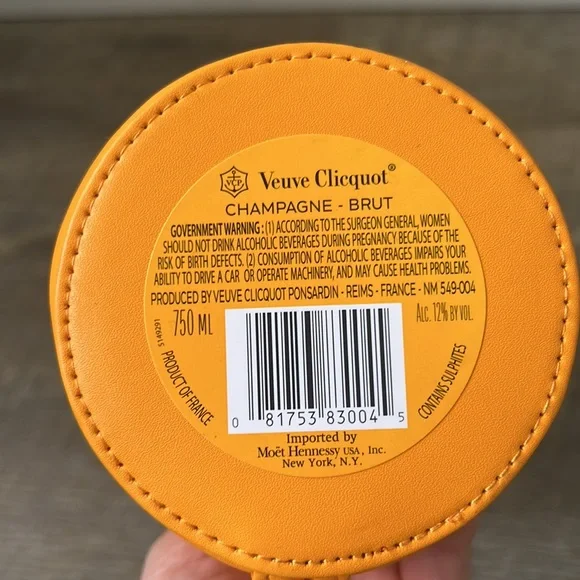 VCP
Veuve Clicquot®
CHAMPAGNE - BRUT
GOVERNMENT WARNING : (1) ACCORDING TO THE SURGEON GENERAL, WOMEN
SHOULD NOT DRINK ALCOHOLIC BEVERAGES DURING PREGNANCY BECAUSE OF THE
RISK OF BIRTH DEFECTS. (2) CONSUMPTION OF ALCOHOLIC BEVERAGES IMPAIRS YOUR
ABILITY TO DRIVE A CAR OR OPERATE MACHINERY, AND MAY CAUSE HEALTH PROBLEMS.
PRODUCED BY VEUVE CLICQUOT PONSARDIN - REIMS - FRANCE - NM 549-004
750 ML
ALC. 12% BY VOL.
PRODUCT OF FRANCE
CONTAINS SULPHITES
0 81753 83004 5
Imported by
Moët Hennessy USA, Inc.
New York, N.Y.